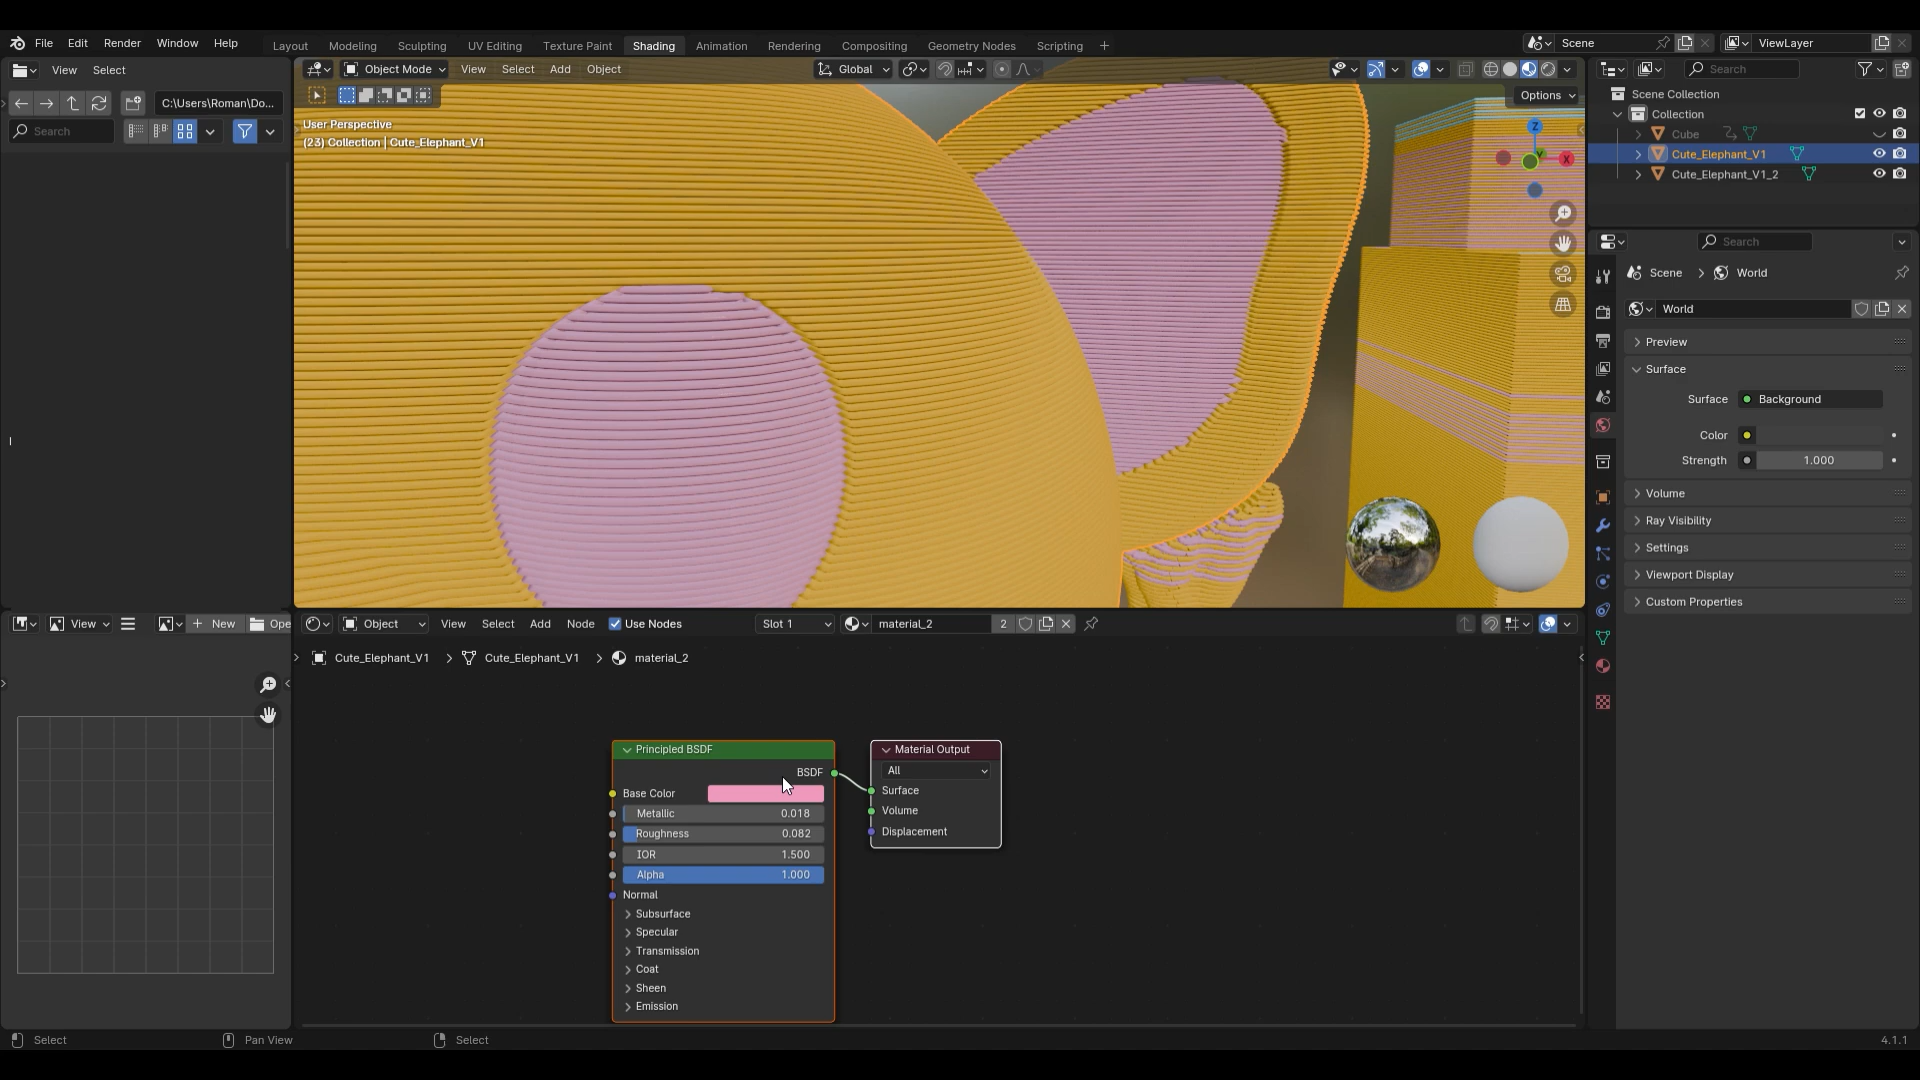 File Edit Render Window Help Layout Modeling Sculpting UV Editing Texture Paint Shading Animation Rendering Compositing Geometry Nodes Scripting + Scene ViewLayer
View Select
Object Mode View Select Add Object Global
Search
C:\Users\Roman\Do...
Search
Options
User Perspective
(23) Collection | Cute_Elephant_V1
Z
X
Scene Collection
Collection
Cube
Cute_Elephant_V1
Cute_Elephant_V1_2
Search
Scene > World
World
Preview
Surface
Surface Background
Color
Strength 1.000
Volume
Ray Visibility
Settings
Viewport Display
Custom Properties
View New Ope
Object View Select Add Node Use Nodes Slot 1 material_2 2
Cute_Elephant_V1 > Cute_Elephant_V1 > material_2
Principled BSDF
BSDF
Base Color
Metallic 0.018
Roughness 0.082
IOR 1.500
Alpha 1.000
Normal
Subsurface
Specular
Transmission
Coat
Sheen
Emission
Material Output
All
Surface
Volume
Displacement
Select Pan View Select 4.1.1